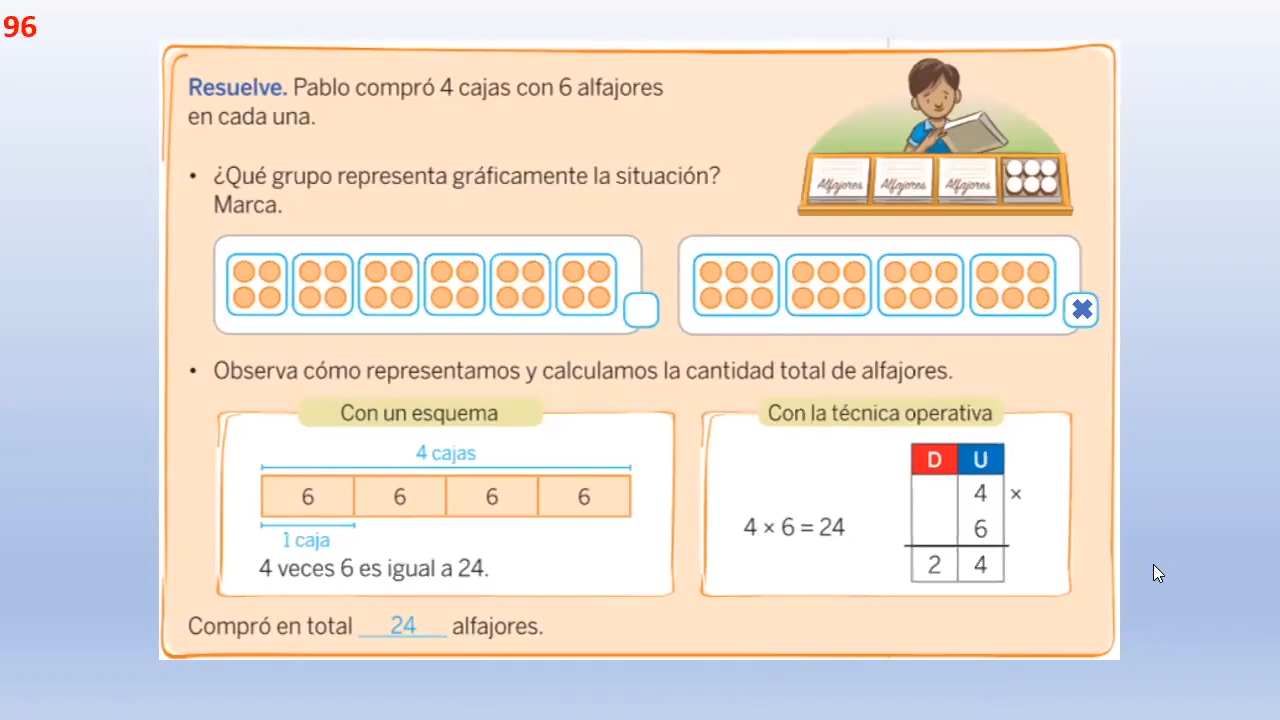 96
Resuelve. Pablo compró 4 cajas con 6 alfajores
en cada una.
Alfajores Alfajores Alfajores
• ¿Qué grupo representa gráficamente la situación?
Marca.
• Observa cómo representamos y calculamos la cantidad total de alfajores.
Con un esquema
4 cajas
6 6 6 6
1 caja
4 veces 6 es igual a 24.
Con la técnica operativa
4 × 6 = 24
D U
4 ×
6
2 4
Compró en total 24 alfajores.